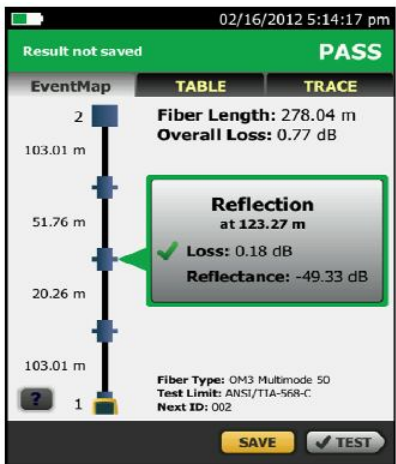 02/16/2012 5:14:17 pm
Result not saved
PASS
EventMap
TABLE
TRACE
2
Fiber Length: 278.04 m
Overall Loss: 0.77 dB
103.01 m
Reflection
at 123.27 m
51.76 m
Loss: 0.18 dB
Reflectance: -49.33 dB
20.26 m
103.01 m
Fiber Type: OM3 Multimode 50
Test Limit: ANSI/TIA-568-C
Next ID: 002
?
1
SAVE
TEST